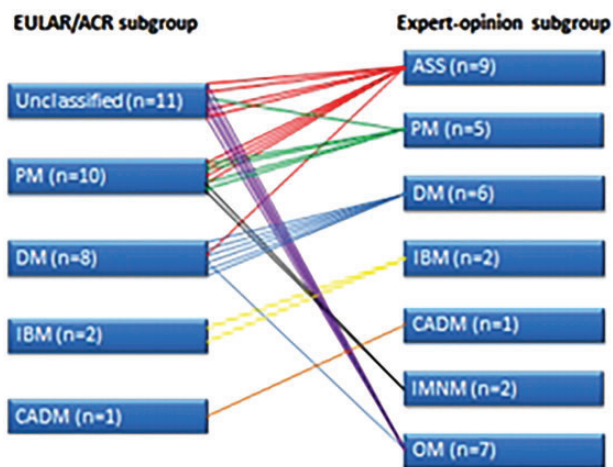 EULAR/ACR subgroup
Unclassified (n=11)
PM (n=10)
DM (n=8)
IBM (n=2)
CADM (n=1)
Expert-opinion subgroup
ASS (n=9)
PM (n=5)
DM (n=6)
IBM (n=2)
CADM (n=1)
IMNM (n=2)
OM (n=7)